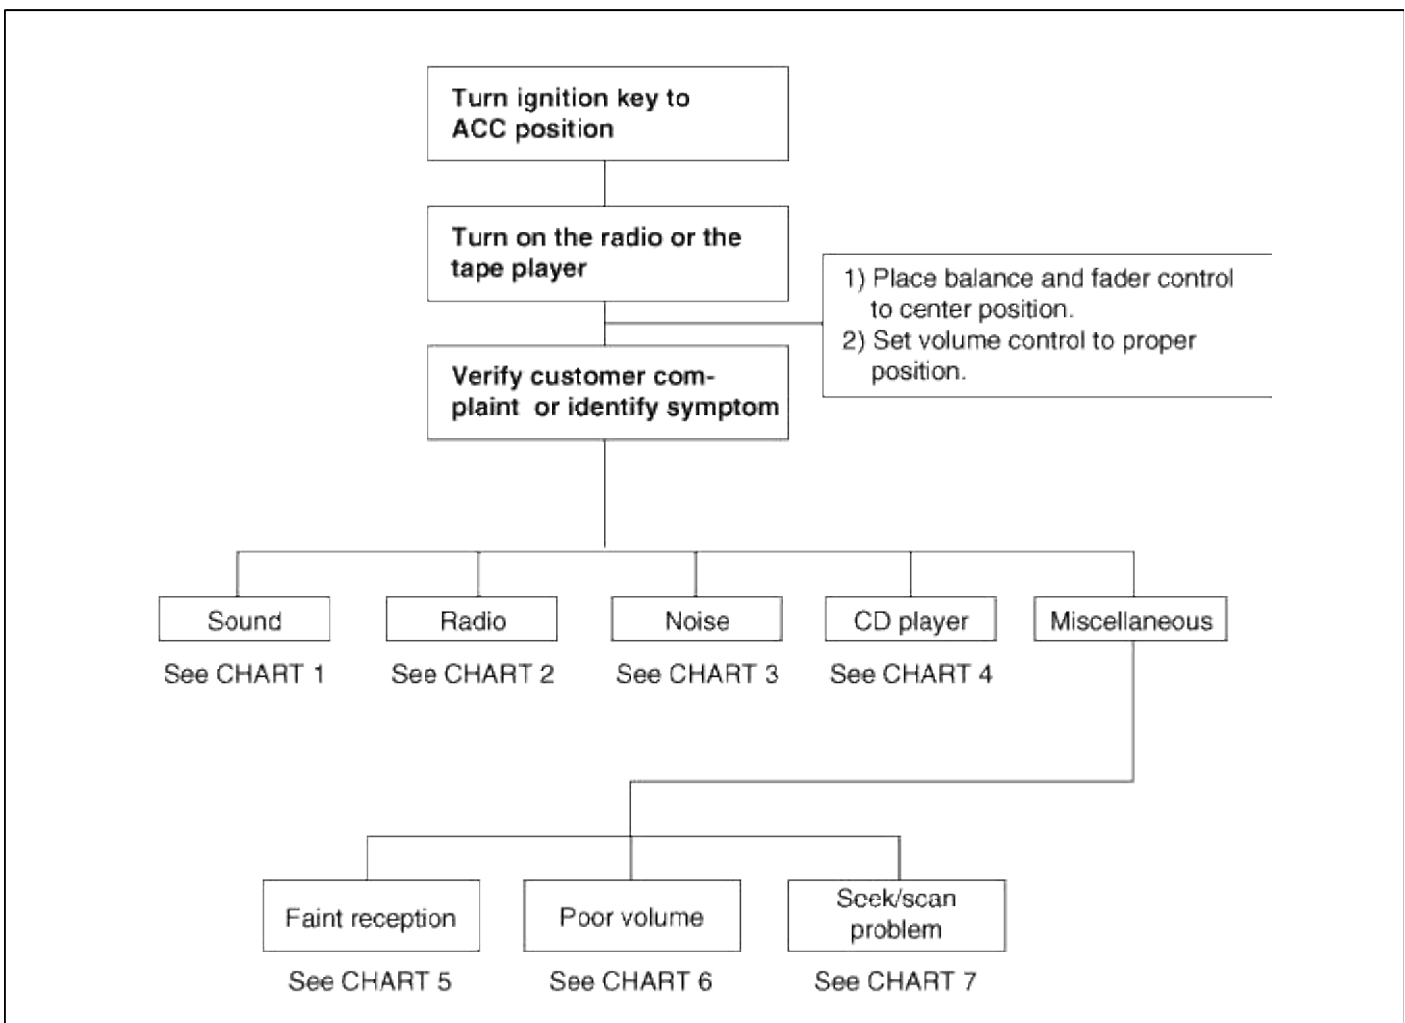 Turn ignition key to
ACC position
Turn on the radio or the
tape player
1) Place balance and fader control
to center position.
2) Set volume control to proper
position.
Verify customer com-
plaint or identify symptom
Sound
Radio
Noise
CD player
Miscellaneous
See CHART 1
See CHART 2
See CHART 3
See CHART 4
Faint reception
Poor volume
Seek/scan
problem
See CHART 5
See CHART 6
See CHART 7